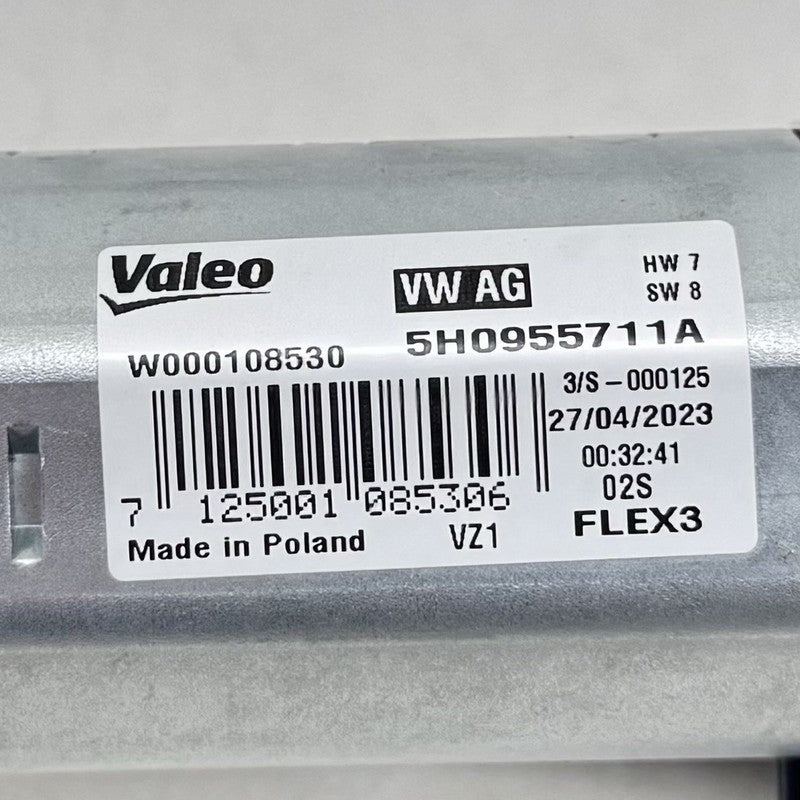 Valeo
VW AG
HW 7
SW 8
W000108530
5H0955711A
3/S-000125
27/04/2023
00:32:41
02S
7 125001 085306
Made in Poland
VZ1
FLEX3